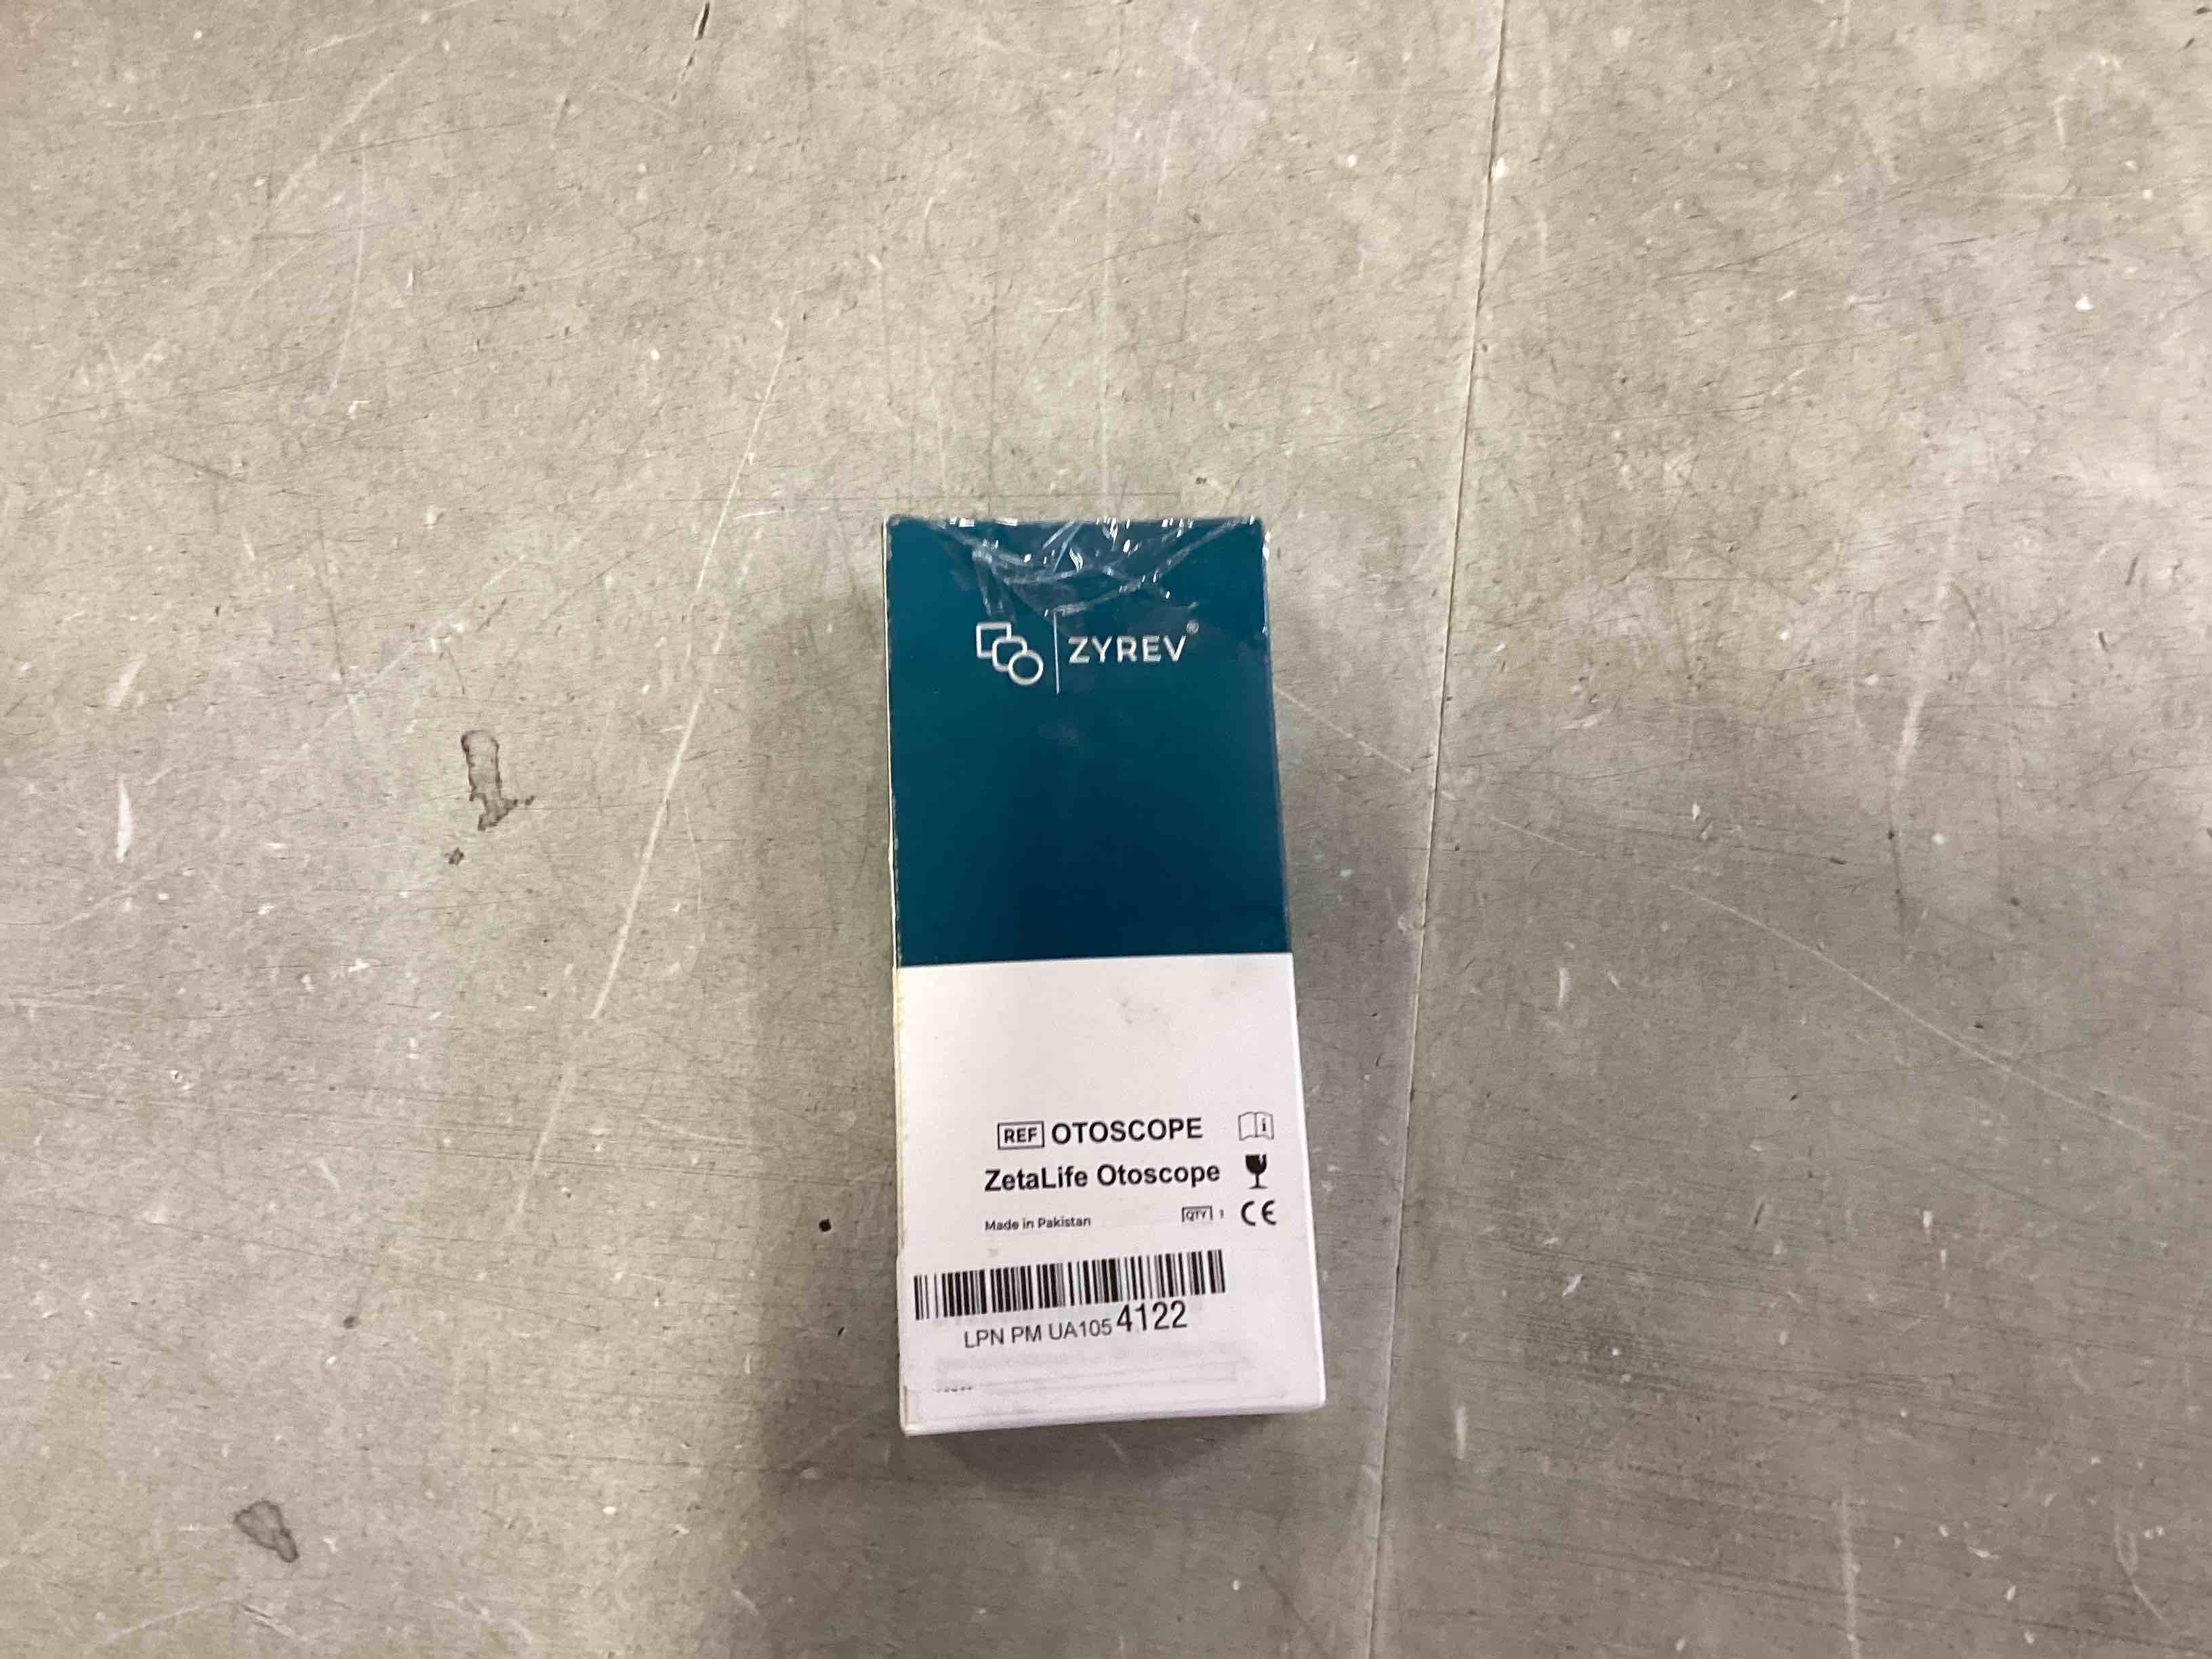 ZYREV®
REF OTOSCOPE
ZetaLife Otoscope
Made in Pakistan QTY 1 CE
LPN PM UA105 4122